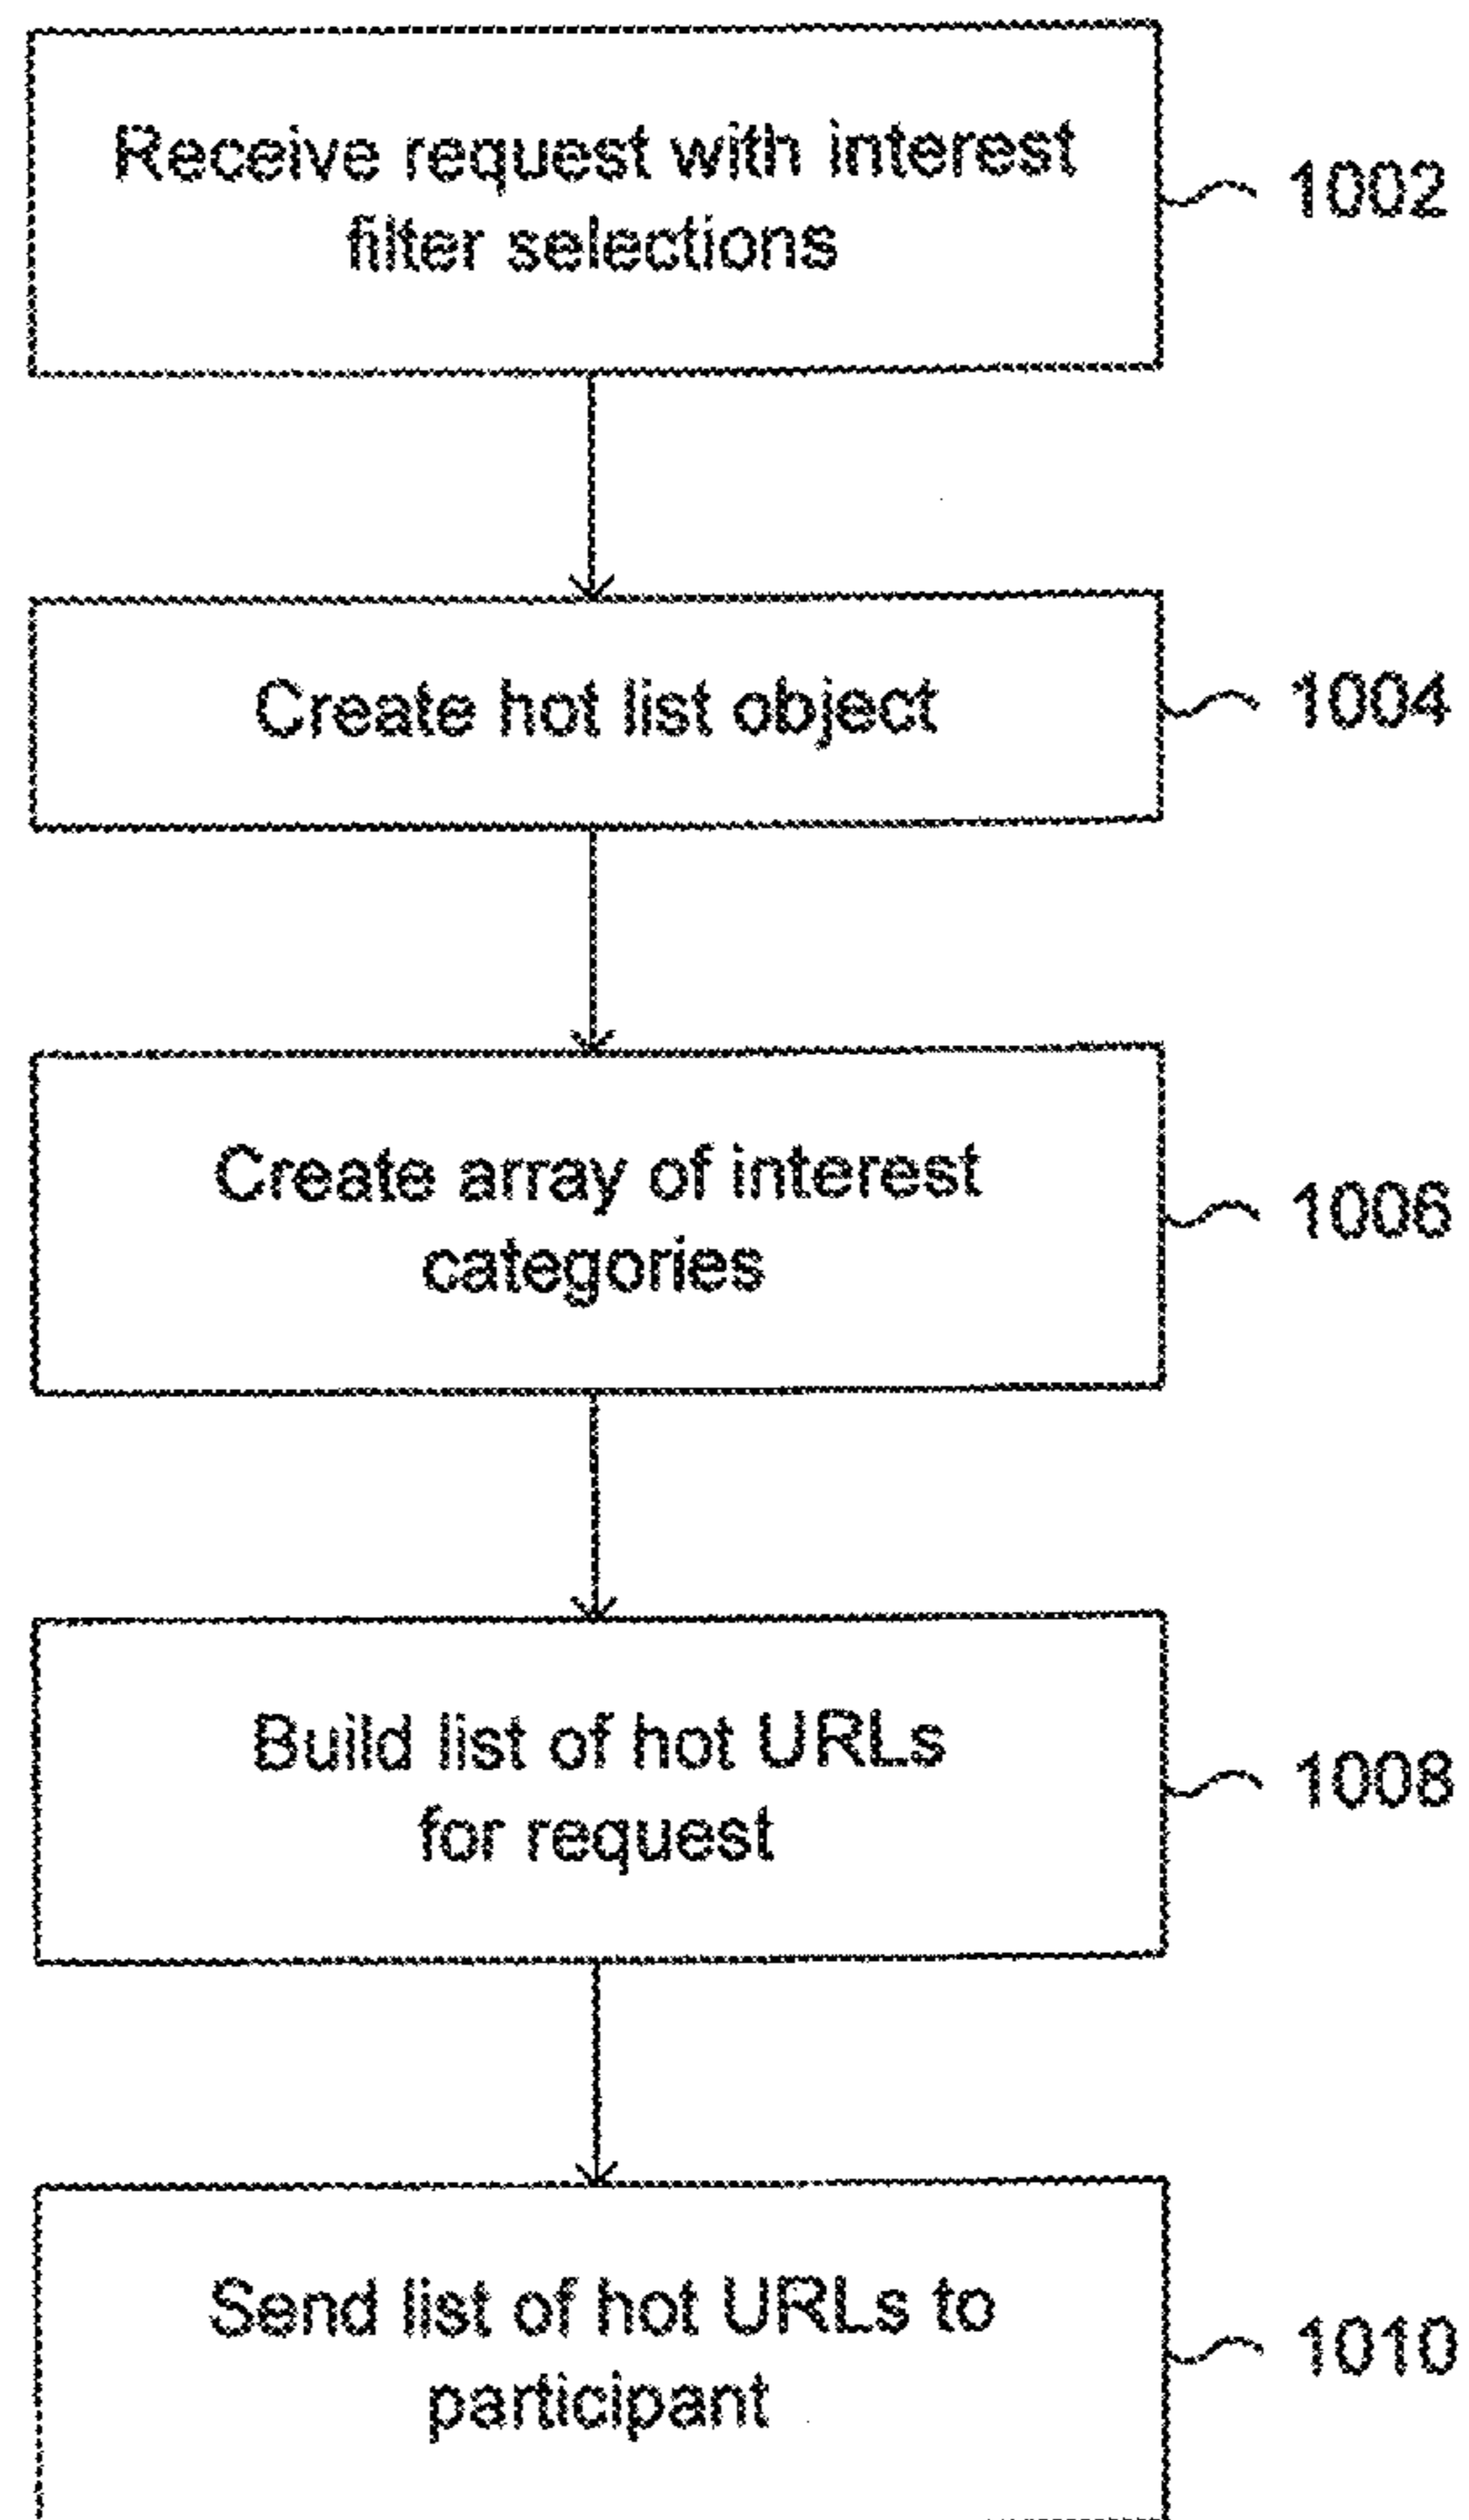 Receive request with interest
filter selections
1002
Create hot list object
1004
Create array of interest
categories
1006
Build list of hot URLs
for request
1008
Send list of hot URLs to
participant
1010